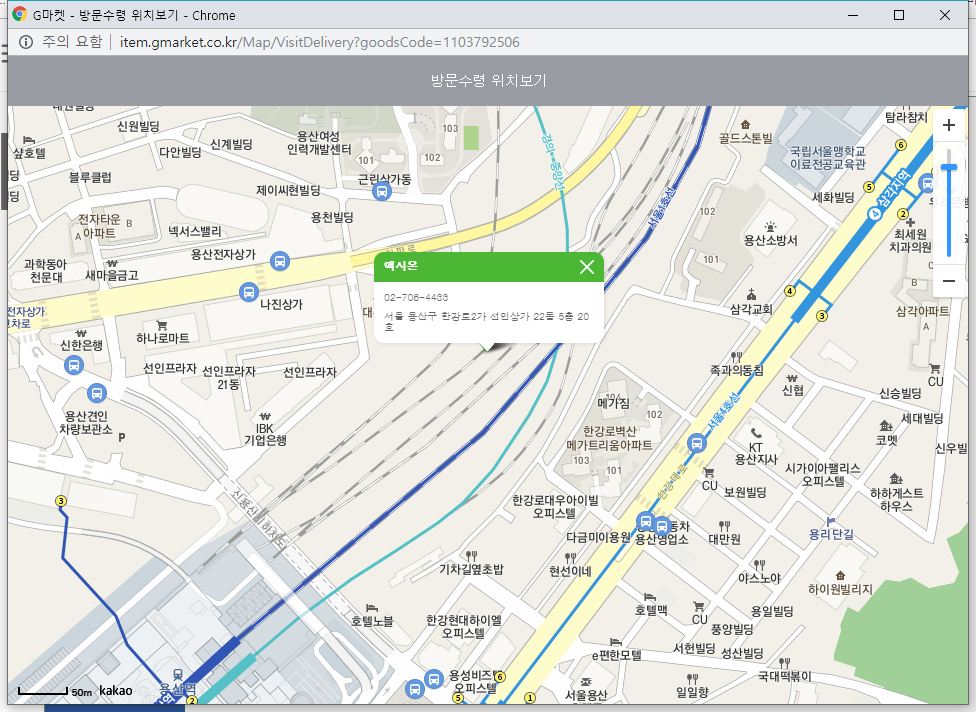 G마켓 - 방문수령 위치보기 - Chrome
주의 요함 | item.gmarket.co.kr/Map/VisitDelivery?goodsCode=1103792506
방문수령 위치보기
탐라참치
신원빌딩
103
골드스톤빌
6
용산여성
인력개발센터
경의중앙선
국립서울맹학교
이료전공교육관
신계빌딩
다안빌딩
101
102
블루클럽
근린상가동
5
삼각지역
4
제이씨현빌딩
서울4호선
세화빌딩
2
전자타운
A 아파트
B
용천빌딩
102
넥서스밸리
용산소방서
최세원
치과의원
용산전자상가
과학동아
천문대
새마을금고
엑시온
101
02-706-4433
서울 용산구 한강로2가 선인상가 22동 5층 20
호
나진상가
4
B
전자상가
삼각교회
3
삼각아파트
A
하나로마트
신한은행
선인프라자
선인프라자
21동
선인프라자
족과의동침
신협
CU
신승빌딩
메가짐
세대빌딩
102
서울4호선
용산견인
차량보관소
P
IBK
기업은행
한강로벽산
메가트리움아파트
코멧
KT
용산지사
103
101
시가이아팰리스
오피스텔
CU
보원빌딩
하하게스트
하우스
한강대로
3
신용산지하차도
한강로대우아이빌
오피스텔
다금미이용원
용산영업소
대만원
용리단길
기차길옆초밥
현선이네
야스노야
하이원빌리지
호텔노블
호텔맥
CU
용일빌딩
한강현대하이엘
오피스텔
풍양빌딩
e편한모텔
서현빌딩
성산빌딩
국대떡볶이
50m
kakao
용산역
2
용성비즈텔
오피스텔
6
5
1
서울용산
일일향